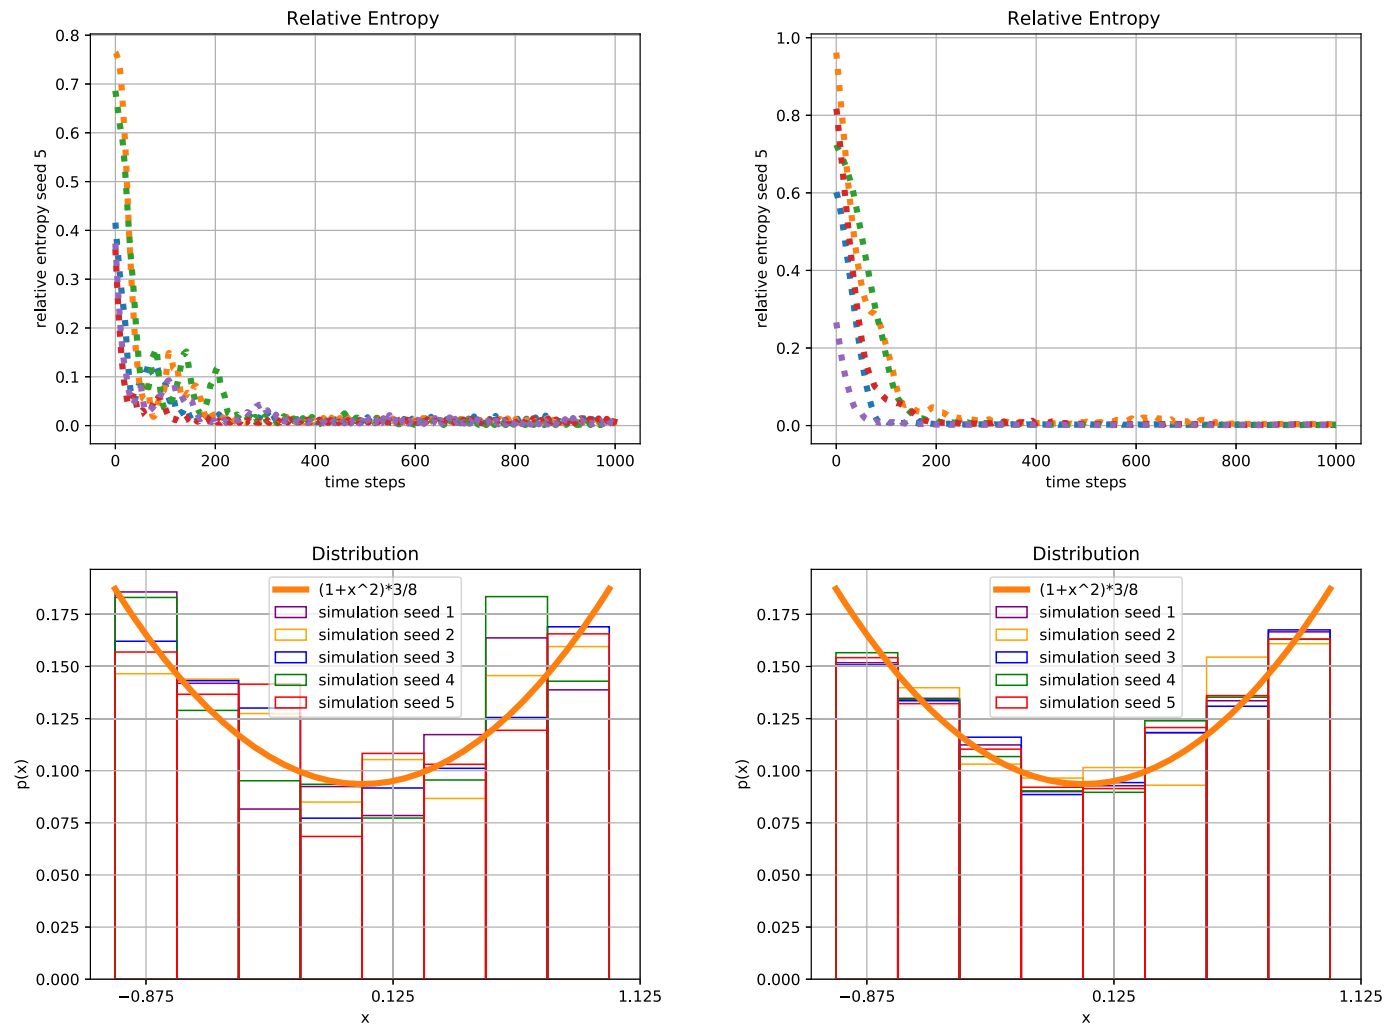 Relative Entropy
relative entropy seed 5
0.8
0.7
0.6
0.5
0.4
0.3
0.2
0.1
0.0
0
200
400
600
800
1000
time steps
Relative Entropy
relative entropy seed 5
1.0
0.8
0.6
0.4
0.2
0.0
0
200
400
600
800
1000
time steps
Distribution
p(x)
0.175
0.150
0.125
0.100
0.075
0.050
0.025
0.000
(1+x^2)*3/8
simulation seed 1
simulation seed 2
simulation seed 3
simulation seed 4
simulation seed 5
−0.875
0.125
1.125
x
Distribution
p(x)
0.175
0.150
0.125
0.100
0.075
0.050
0.025
0.000
(1+x^2)*3/8
simulation seed 1
simulation seed 2
simulation seed 3
simulation seed 4
simulation seed 5
−0.875
0.125
1.125
x